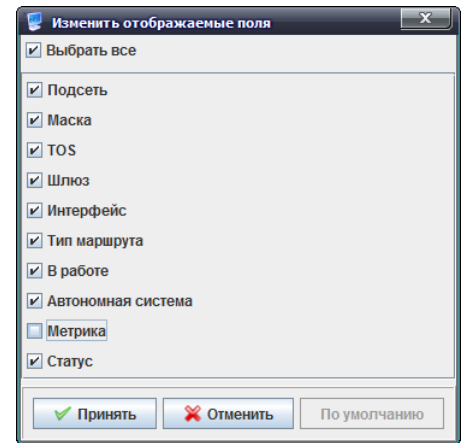 Изменить отображаемые поля
Выбрать все
Подсеть
Маска
TOS
Шлюз
Интерфейс
Тип маршрута
В работе
Автономная система
Метрика
Статус
Принять Отменить По умолчанию